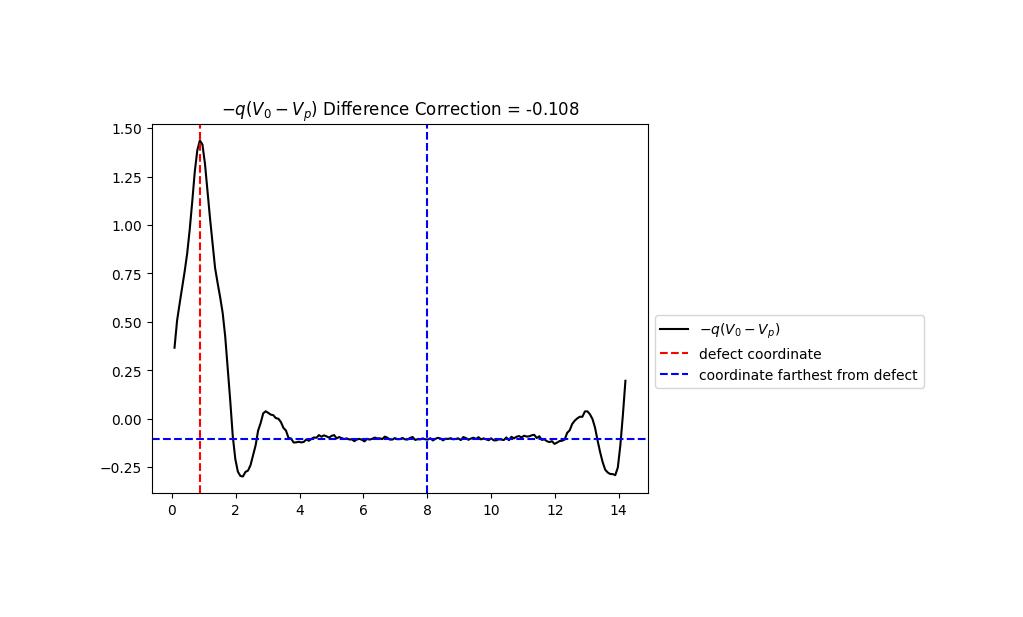 −q(V₀ − Vₚ) Difference Correction = -0.108
1.50
1.25
1.00
0.75
0.50
0.25
0.00
−0.25
0 2 4 6 8 10 12 14
−q(V₀ − Vₚ)
defect coordinate
coordinate farthest from defect